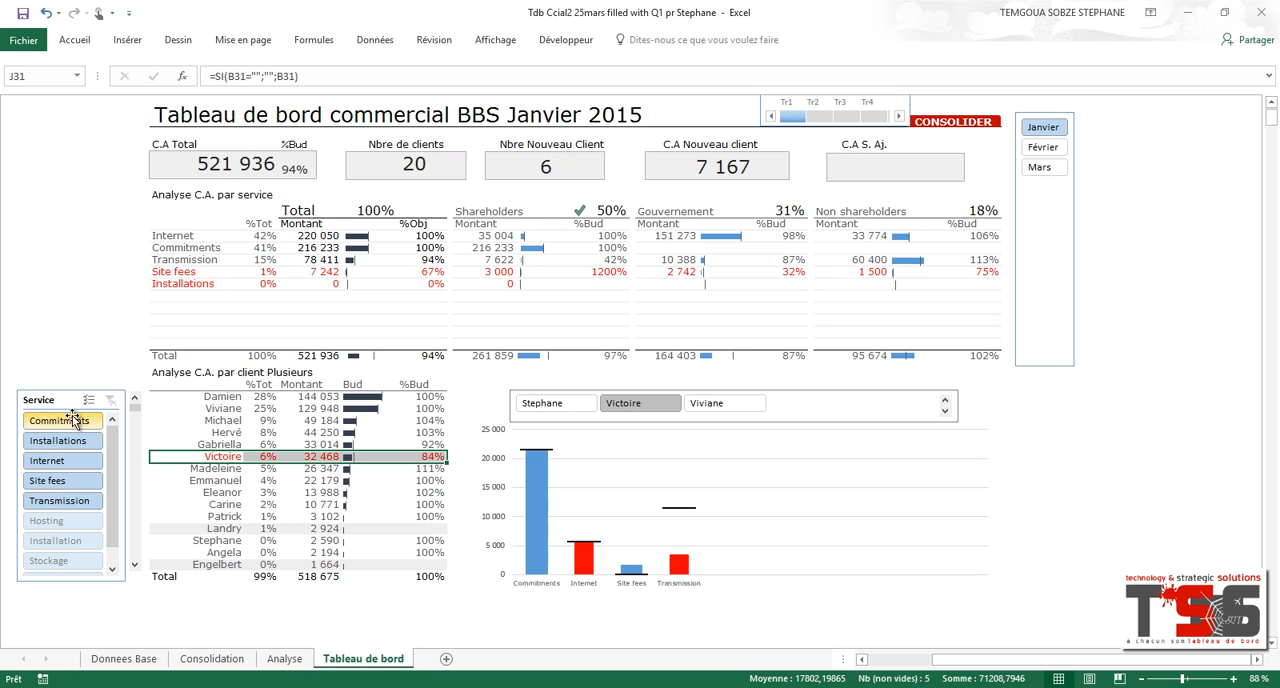 Tdb Ccial2 25mars filled with Q1 pr Stephane - Excel
TEMGOUA SOBZE STEPHANE
Fichier Accueil Insérer Dessin Mise en page Formules Données Révision Affichage Développeur Dites-nous ce que vous voulez faire Partager
J31 fx =SI(B31="";"";B31)
Tableau de bord commercial BBS Janvier 2015
Tr1 Tr2 Tr3 Tr4
CONSOLIDER
Janvier
Février
Mars
C.A Total %Bud Nbre de clients Nbre Nouveau Client C.A Nouveau client C.A S. Aj.
521 936 94% 20 6 7 167
Analyse C.A. par service
Total 100% Shareholders 50% Gouvernement 31% Non shareholders 18%
%Tot Montant %Obj Montant %Bud Montant %Bud Montant %Bud
Internet 42% 220 050 100% 35 004 100% 151 273 98% 33 774 106%
Commitments 41% 216 233 100% 216 233 100%
Transmission 15% 78 411 94% 7 622 42% 10 388 87% 60 400 113%
Site fees 1% 7 242 67% 3 000 1200% 2 742 32% 1 500 75%
Installations 0% 0 0% 0
Total 100% 521 936 94% 261 859 97% 164 403 87% 95 674 102%
Analyse C.A. par client Plusieurs
%Tot Montant Bud %Bud
Damien 28% 144 053 100%
Viviane 25% 129 948 100%
Michael 9% 49 184 104%
Hervé 8% 44 250 103%
Gabriella 6% 33 014 92%
Victoire 6% 32 468 84%
Madeleine 5% 26 347 111%
Emmanuel 4% 22 179 100%
Eleanor 3% 13 988 102%
Carine 2% 10 771 100%
Patrick 1% 3 102 100%
Landry 1% 2 924
Stephane 0% 2 590 100%
Angela 0% 2 194 100%
Engelbert 0% 1 664
Total 99% 518 675 100%
Service
Commitments
Installations
Internet
Site fees
Transmission
Hosting
Installation
Stockage
Stephane Victoire Viviane
25 000
20 000
15 000
10 000
5 000
0
Commitments Internet Site fees Transmission
technology & strategic solutions
TSS
à chacun son tableau de bord
Donnees Base Consolidation Analyse Tableau de bord
Prêt Moyenne : 17802,19865 Nb (non vides) : 5 Somme : 71208,7946 88 %